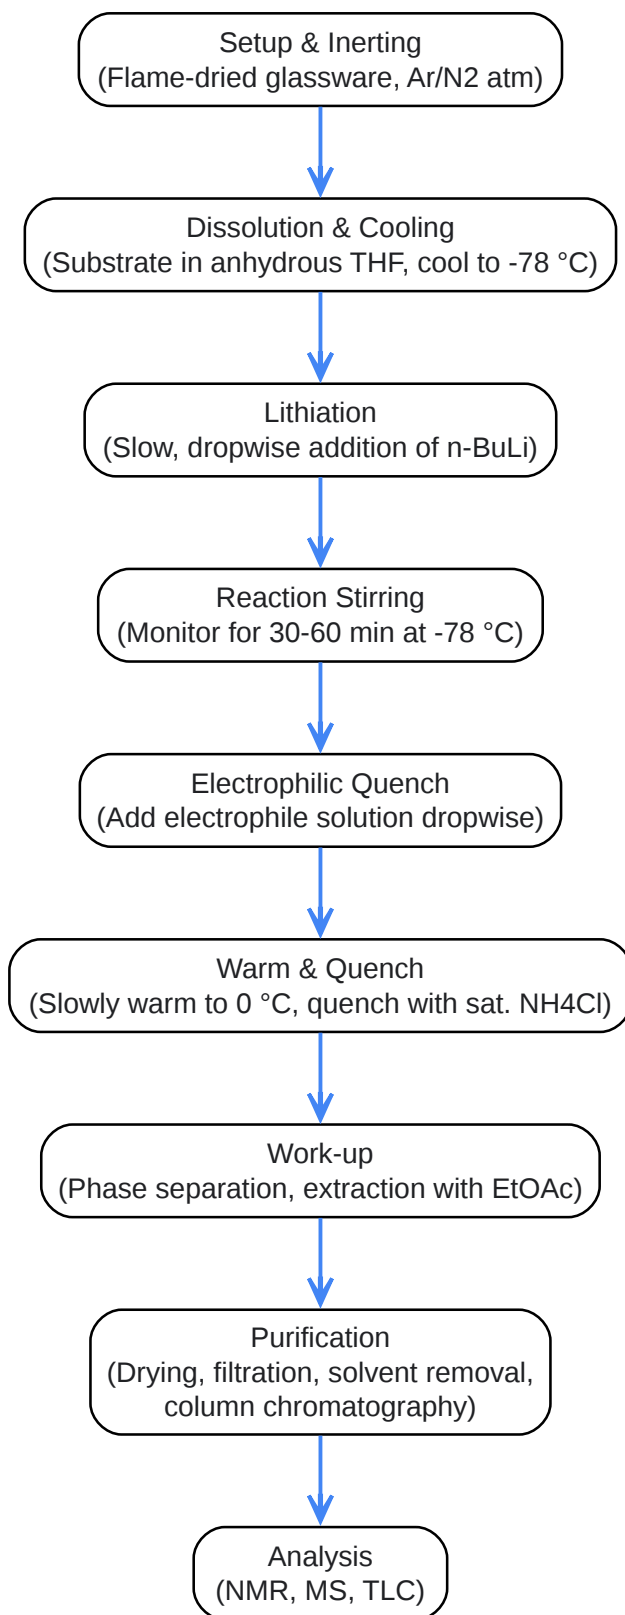 Setup & Inerting
(Flame-dried glassware, Ar/N2 atm)
Dissolution & Cooling
(Substrate in anhydrous THF, cool to -78 °C)
Lithiation
(Slow, dropwise addition of n-BuLi)
Reaction Stirring
(Monitor for 30-60 min at -78 °C)
Electrophilic Quench
(Add electrophile solution dropwise)
Warm & Quench
(Slowly warm to 0 °C, quench with sat. NH4Cl)
Work-up
(Phase separation, extraction with EtOAc)
Purification
(Drying, filtration, solvent removal,
column chromatography)
Analysis
(NMR, MS, TLC)